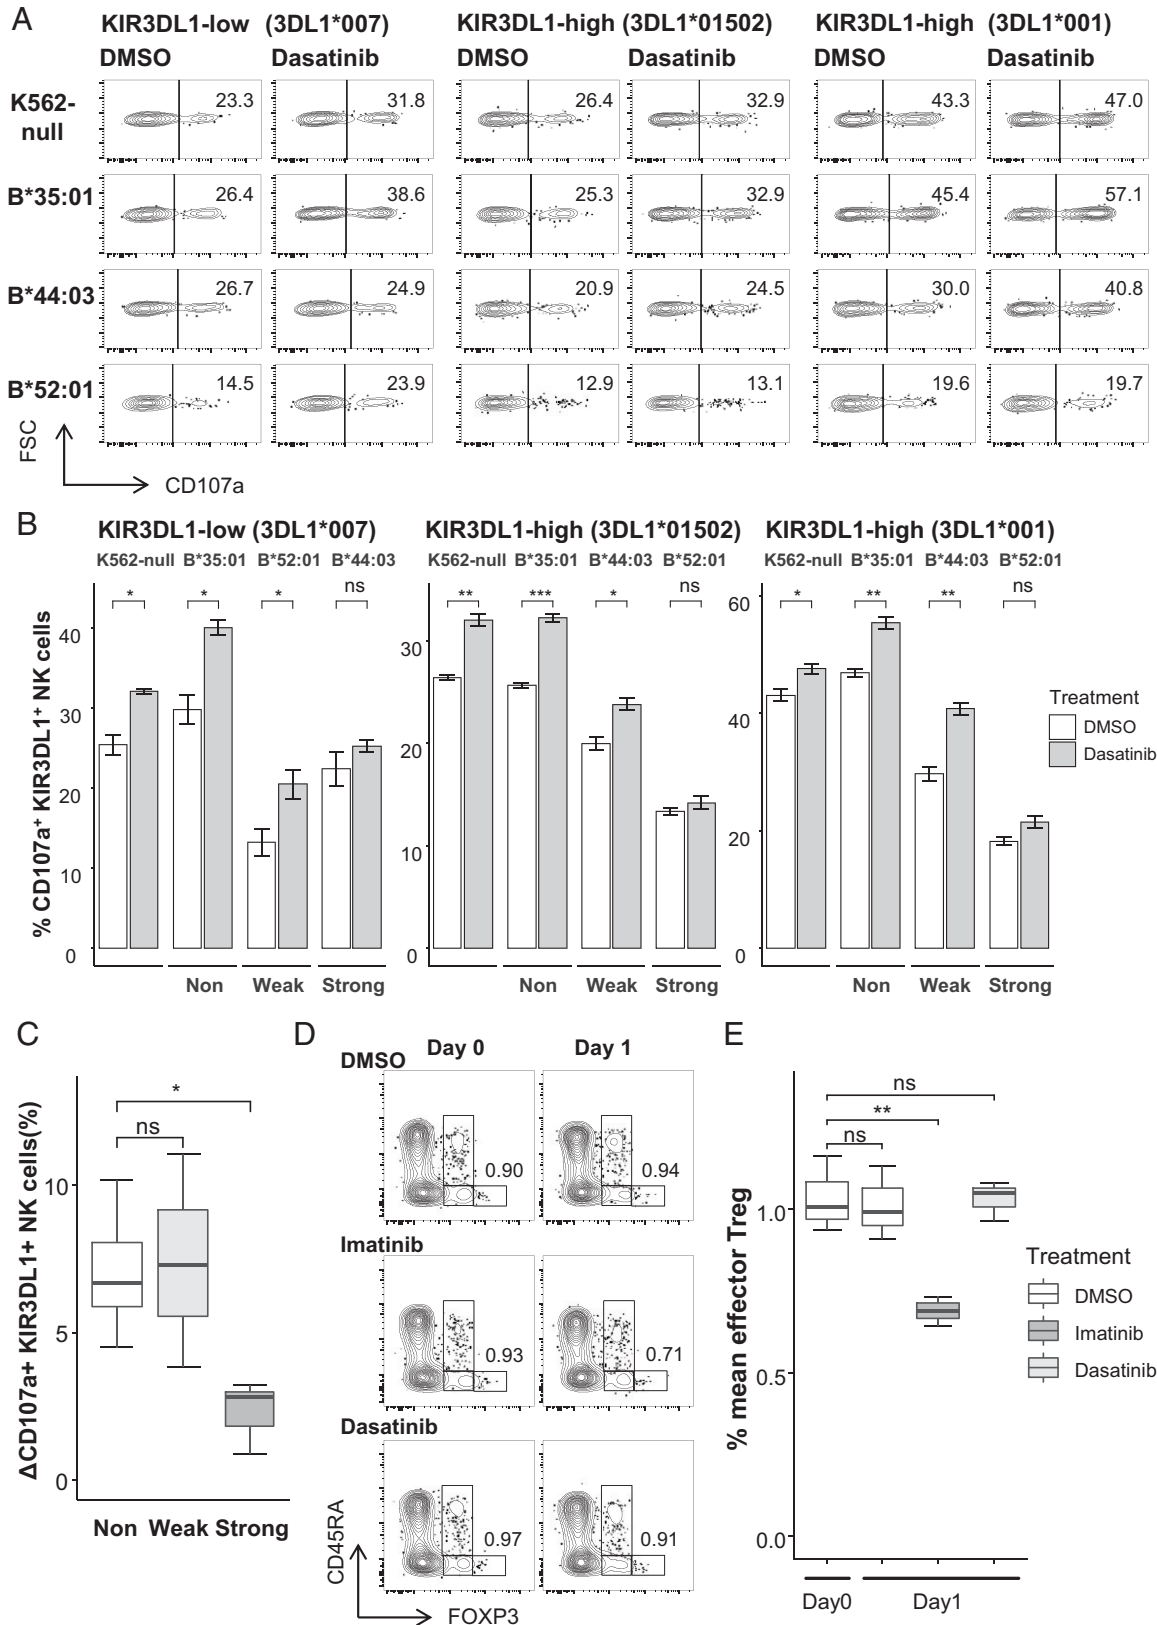 A
KIR3DL1-low (3DL1*007)
KIR3DL1-high (3DL1*01502)
KIR3DL1-high (3DL1*001)
DMSO Dasatinib DMSO Dasatinib DMSO Dasatinib
K562-null 23.3 31.8 26.4 32.9 43.3 47.0
B*35:01 26.4 38.6 25.3 32.9 45.4 57.1
B*44:03 26.7 24.9 20.9 24.5 30.0 40.8
B*52:01 14.5 23.9 12.9 13.1 19.6 19.7
FSC
CD107a
B
KIR3DL1-low (3DL1*007)
KIR3DL1-high (3DL1*01502)
KIR3DL1-high (3DL1*001)
K562-null B*35:01 B*52:01 B*44:03
K562-null B*35:01 B*44:03 B*52:01
K562-null B*35:01 B*44:03 B*52:01
* * * ns
** *** * ns
* ** ** ns
% CD107a+ KIR3DL1+ NK cells
40
30
20
10
0
30
20
10
0
60
40
20
0
Treatment
DMSO
Dasatinib
Non Weak Strong
Non Weak Strong
Non Weak Strong
C
*
ns
ΔCD107a+ KIR3DL1+ NK cells(%)
10
5
0
Non Weak Strong
D
Day 0 Day 1
DMSO
0.90 0.94
Imatinib
0.93 0.71
Dasatinib
0.97 0.91
CD45RA
FOXP3
E
ns
**
ns
% mean effector Treg
1.0
0.5
0.0
Day0 Day1
Treatment
DMSO
Imatinib
Dasatinib